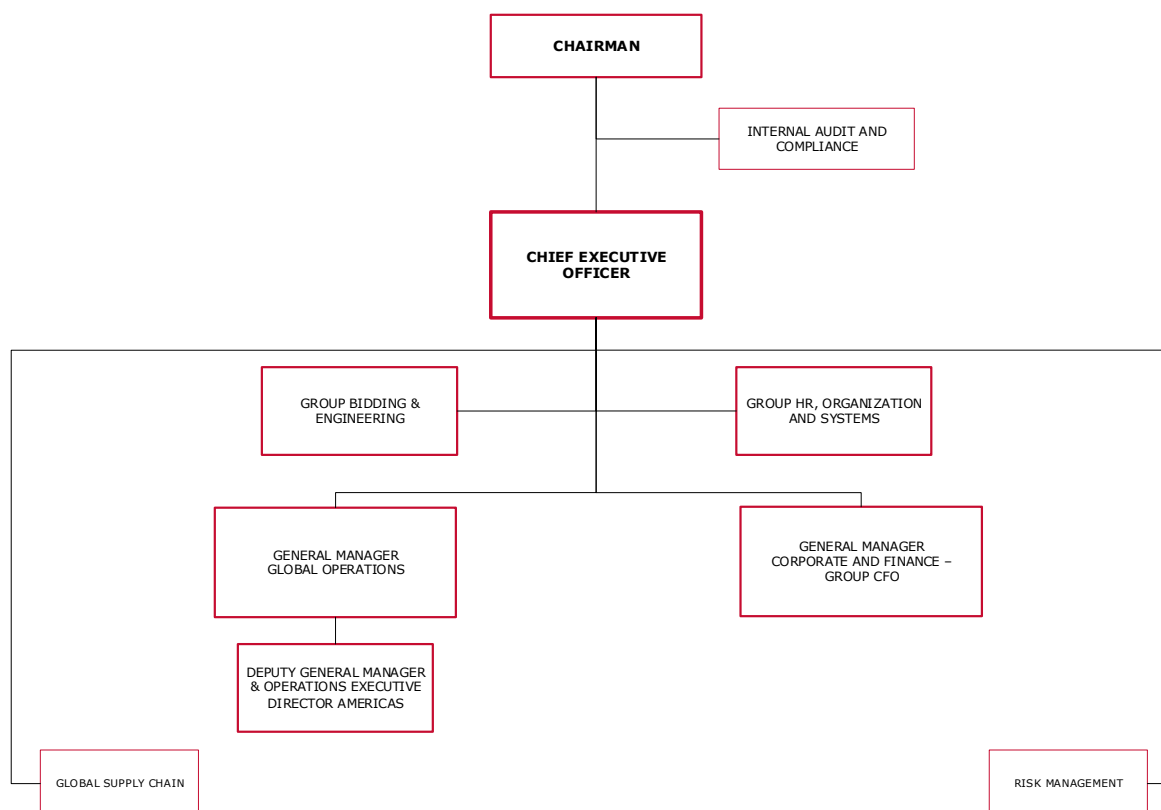 CHAIRMAN
INTERNAL AUDIT AND
COMPLIANCE
CHIEF EXECUTIVE
OFFICER
GROUP BIDDING &
ENGINEERING
GROUP HR, ORGANIZATION
AND SYSTEMS
GENERAL MANAGER
GLOBAL OPERATIONS
GENERAL MANAGER
CORPORATE AND FINANCE –
GROUP CFO
DEPUTY GENERAL MANAGER
& OPERATIONS EXECUTIVE
DIRECTOR AMERICAS
GLOBAL SUPPLY CHAIN
RISK MANAGEMENT